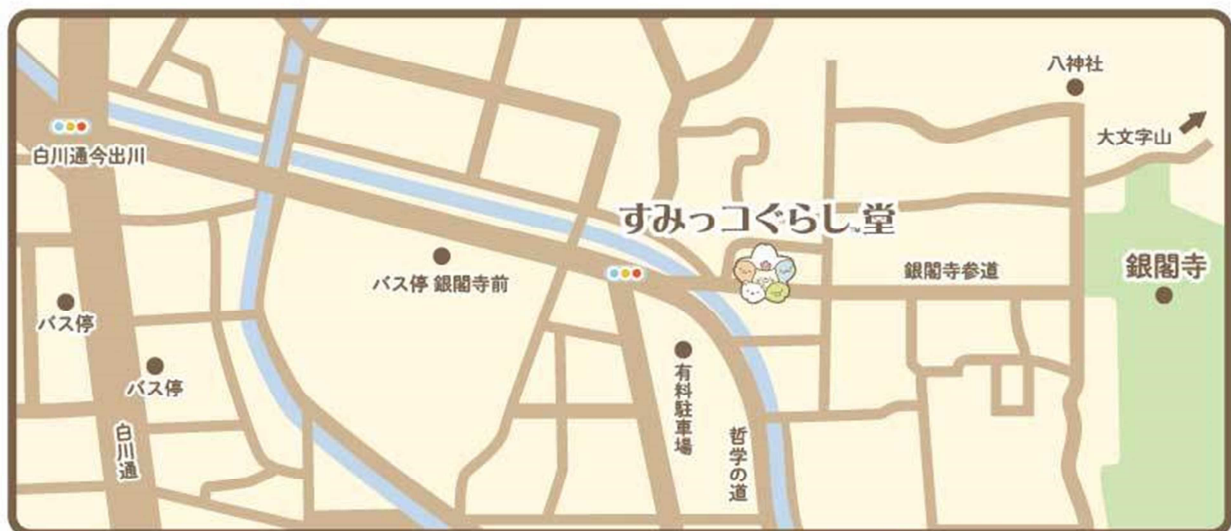 八神社
大文字山
白川通今出川
すみっコぐらし™堂
バス停 銀閣寺前
銀閣寺参道
銀閣寺
バス停
バス停
有料駐車場
白川通
哲学の道